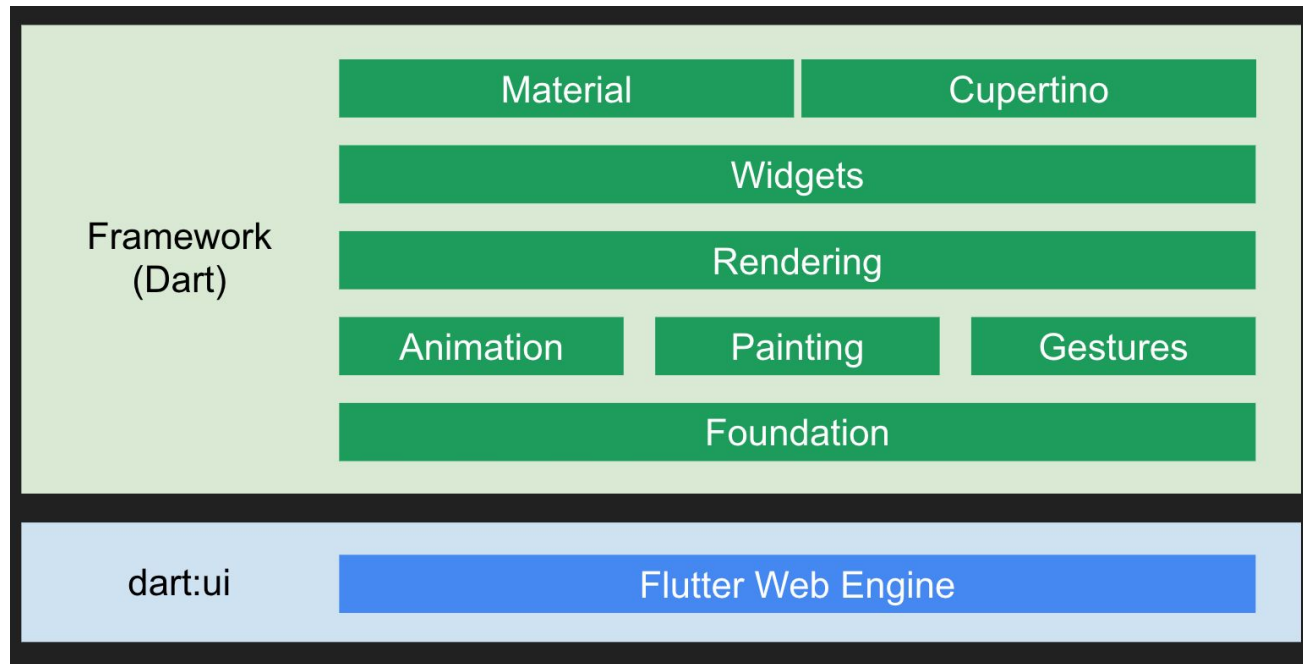 Material
Cupertino
Widgets
Framework
(Dart)
Rendering
Animation
Painting
Gestures
Foundation
dart:ui
Flutter Web Engine